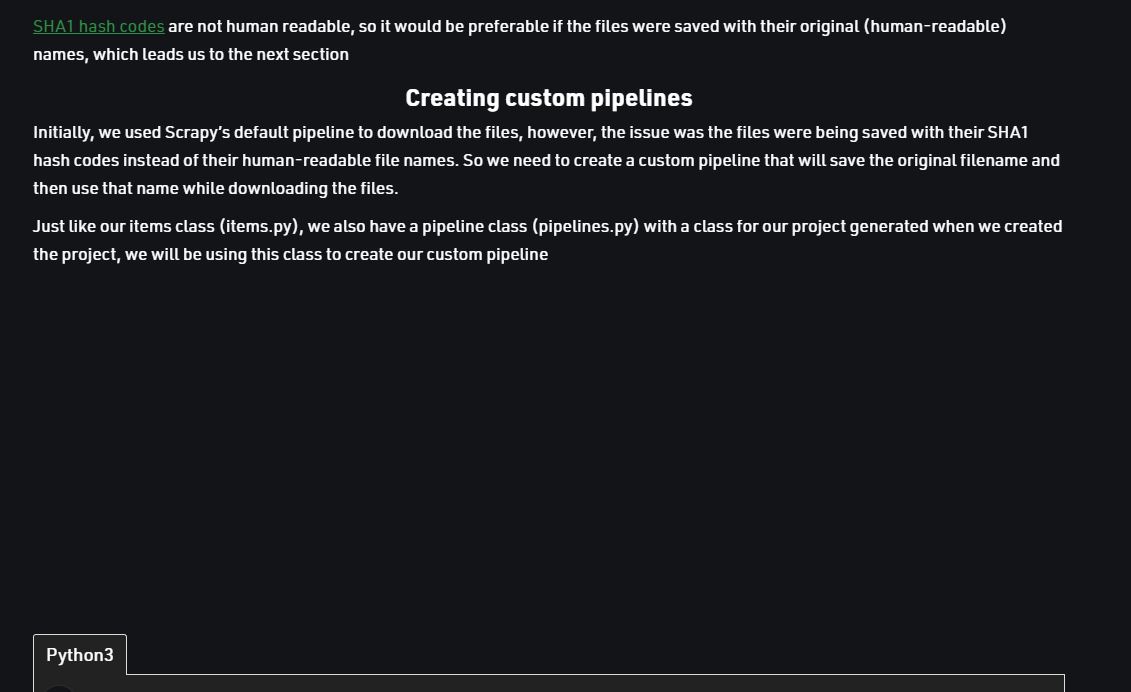 SHA1 hash codes are not human readable, so it would be preferable if the files were saved with their original (human-readable)
names, which leads us to the next section
Creating custom pipelines
Initially, we used Scrapy’s default pipeline to download the files, however, the issue was the files were being saved with their SHA1
hash codes instead of their human-readable file names. So we need to create a custom pipeline that will save the original filename and
then use that name while downloading the files.
Just like our items class (items.py), we also have a pipeline class (pipelines.py) with a class for our project generated when we created
the project, we will be using this class to create our custom pipeline
Python3